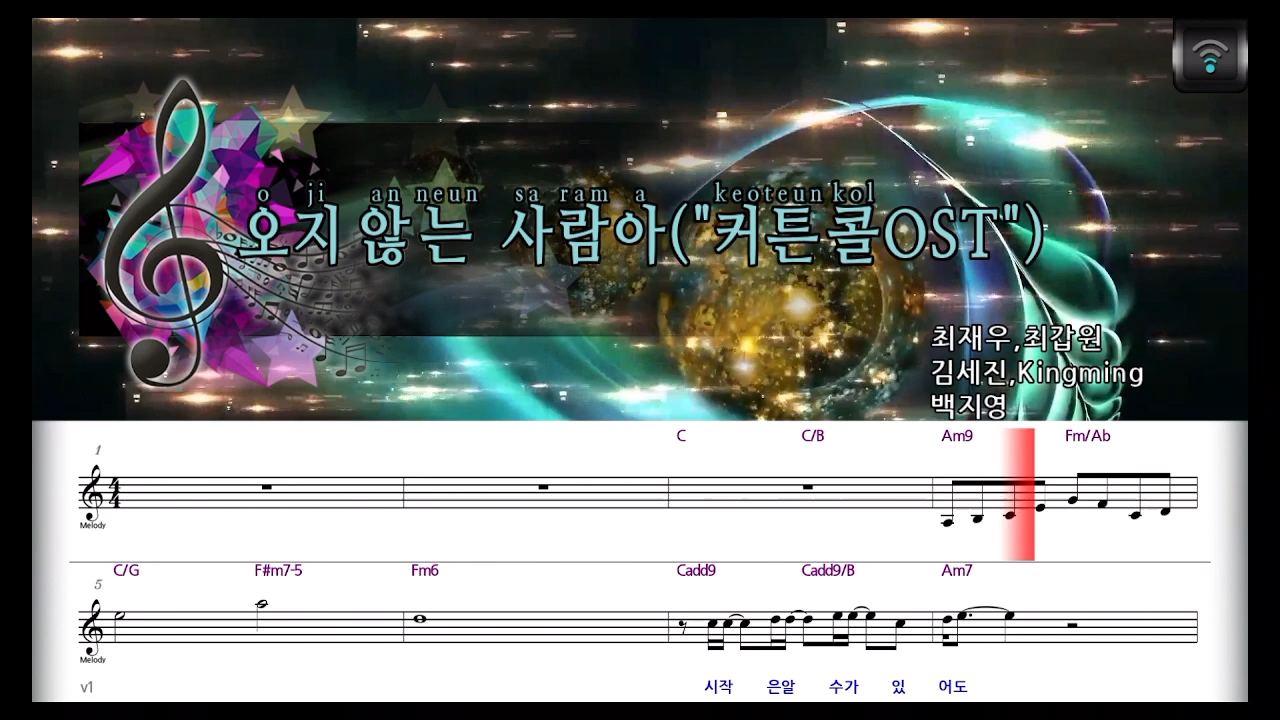 o ji an neun sa ram a keoteun kol
오지 않는 사람아("커튼콜OST")
최재우,최갑원
김세진,Kingming
백지영
C C/B Am9 Fm/Ab
1
4
4
Melody
C/G F#m7-5 Fm6 Cadd9 Cadd9/B Am7
5
Melody
v1 시작 은알 수가 있 어도